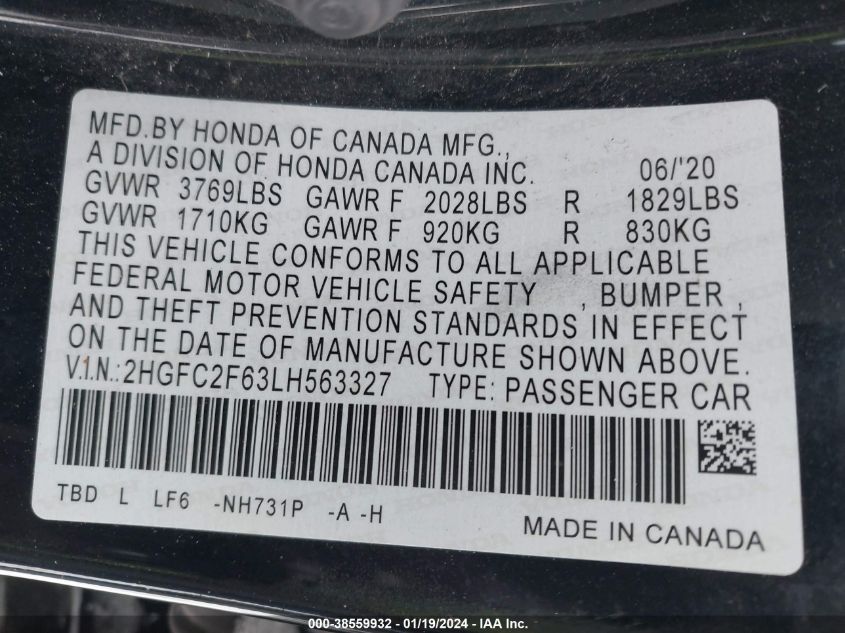 MFD.BY HONDA OF CANADA MFG.,
A DIVISION OF HONDA CANADA INC. 06/'20
GVWR 3769LBS GAWR F 2028LBS R 1829LBS
GVWR 1710KG GAWR F 920KG R 830KG
THIS VEHICLE CONFORMS TO ALL APPLICABLE
FEDERAL MOTOR VEHICLE SAFETY , BUMPER ,
AND THEFT PREVENTION STANDARDS IN EFFECT
ON THE DATE OF MANUFACTURE SHOWN ABOVE.
V.I.N.: 2HGFC2F63LH563327 TYPE: PASSENGER CAR
TBD L LF6 -NH731P -A -H
MADE IN CANADA
000-38559932 - 01/19/2024 - IAA Inc.